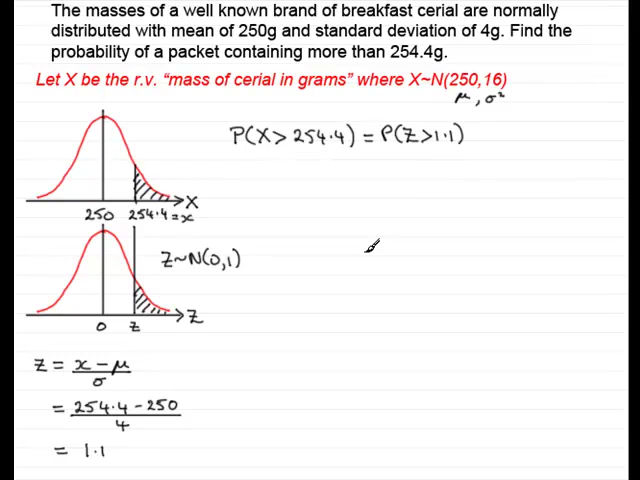 The masses of a well known brand of breakfast cerial are normally
distributed with mean of 250g and standard deviation of 4g. Find the
probability of a packet containing more than 254.4g.
Let X be the r.v. “mass of cerial in grams” where X~N(250,16)
μ, σ²
P(X > 254·4) = P(Z > 1·1)
X
250 254·4 = x
Z~N(0,1)
0 z Z
z = x - μ / σ
= 254·4 - 250 / 4
= 1·1